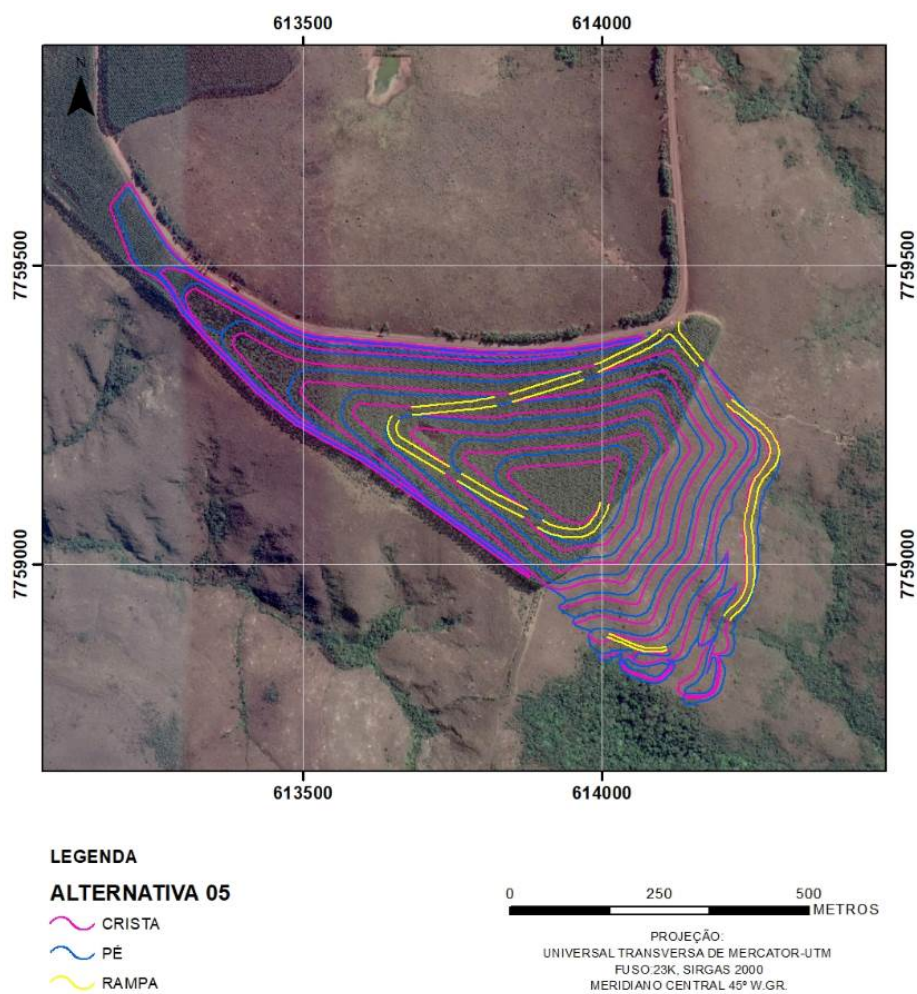 613500 614000
N
7759500 7759500
7759000 7759000
613500 614000
LEGENDA
ALTERNATIVA 05
CRISTA
PÉ
RAMPA
0 250 500
METROS
PROJEÇÃO:
UNIVERSAL TRANSVERSA DE MERCATOR-UTM
FUSO:23K, SIRGAS 2000
MERIDIANO CENTRAL 45º W.GR.